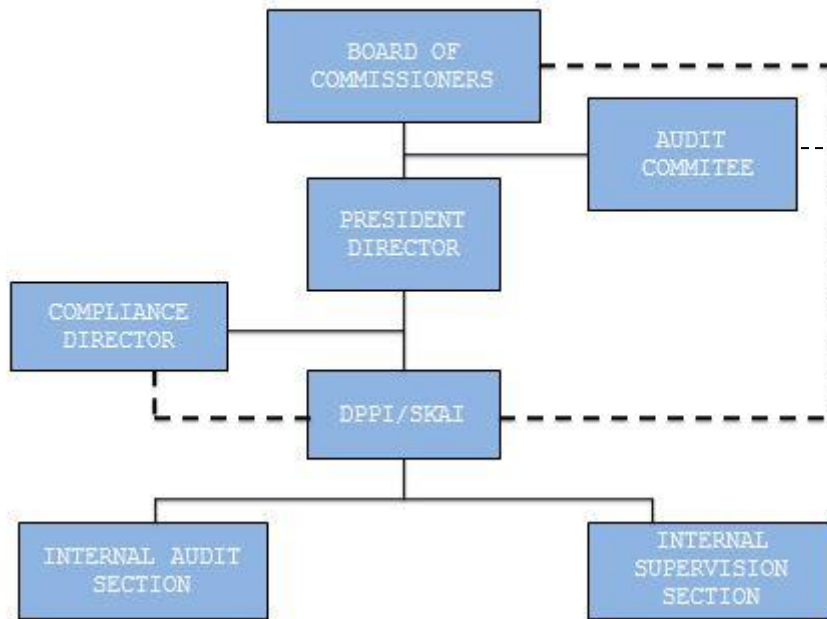 BOARD OF
COMMISSIONERS
AUDIT
COMMITEE
PRESIDENT
DIRECTOR
COMPLIANCE
DIRECTOR
DPPI/SKAI
INTERNAL AUDIT
SECTION
INTERNAL
SUPERVISION
SECTION